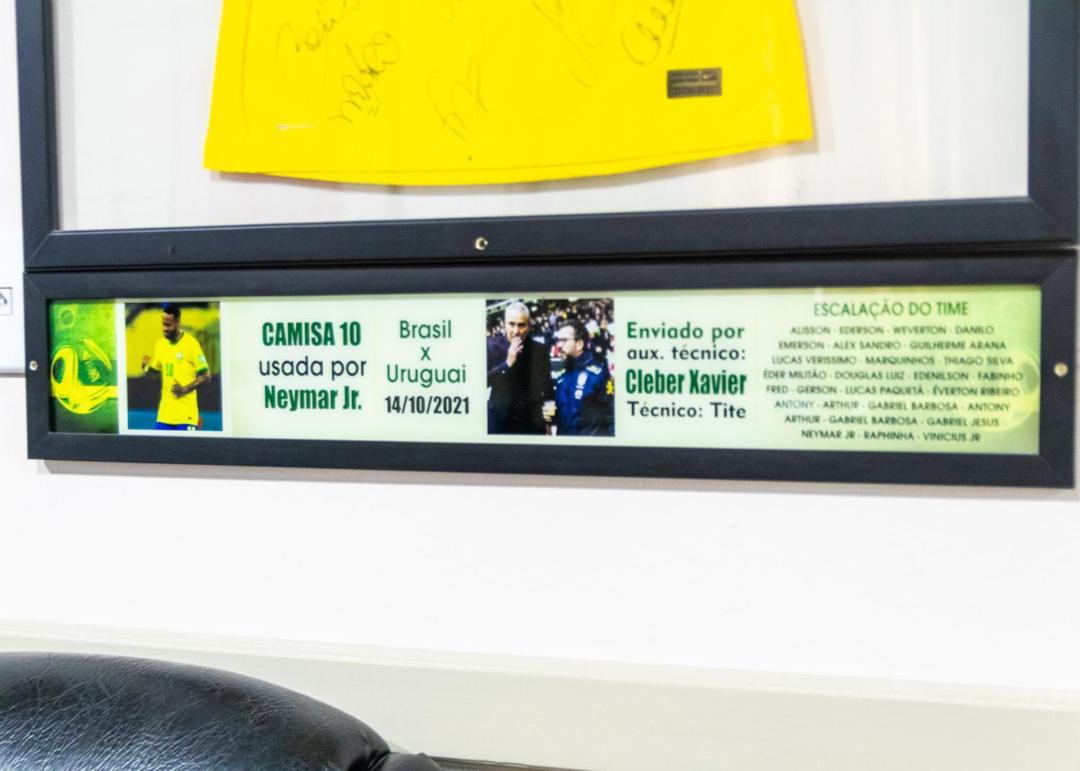 CAMISA 10
usada por
Neymar Jr.
Brasil
x
Uruguai
14/10/2021
Enviado por
aux. técnico:
Cleber Xavier
Técnico: Tite
ESCALAÇÃO DO TIME
ALISSON - EDERSON - WEVERTON - DANILO
EMERSON - ALEX SANDRO - GUILHERME ARANA
LUCAS VERISSIMO - MARQUINHOS - THIAGO SILVA
ÉDER MILITÃO - DOUGLAS LUIZ - EDENILSON - FABINHO
FRED - GERSON - LUCAS PAQUETÁ - ÉVERTON RIBEIRO
ANTONY - ARTHUR - GABRIEL BARBOSA - ANTONY
ARTHUR - GABRIEL BARBOSA - GABRIEL JESUS
NEYMAR JR - RAPHINHA - VINICIUS JR